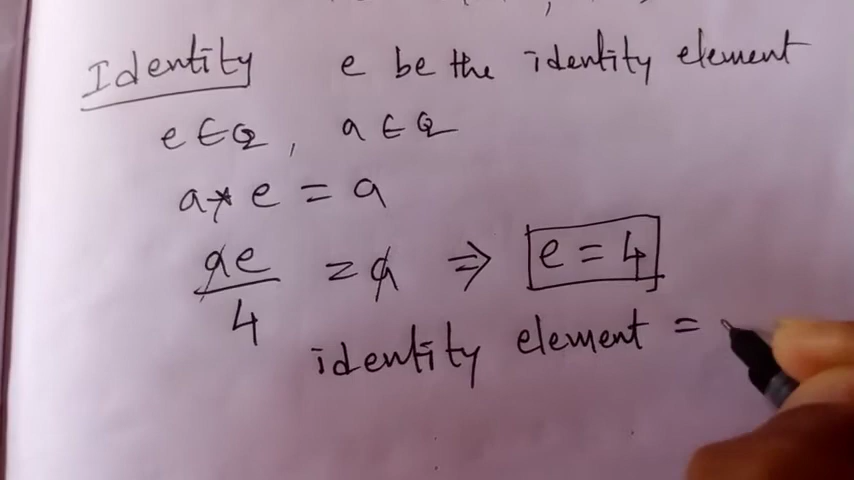 Identity e be the identity element
e ∈ Q, a ∈ Q
a * e = a
ae/4 = a ⇒ e = 4
identity element =